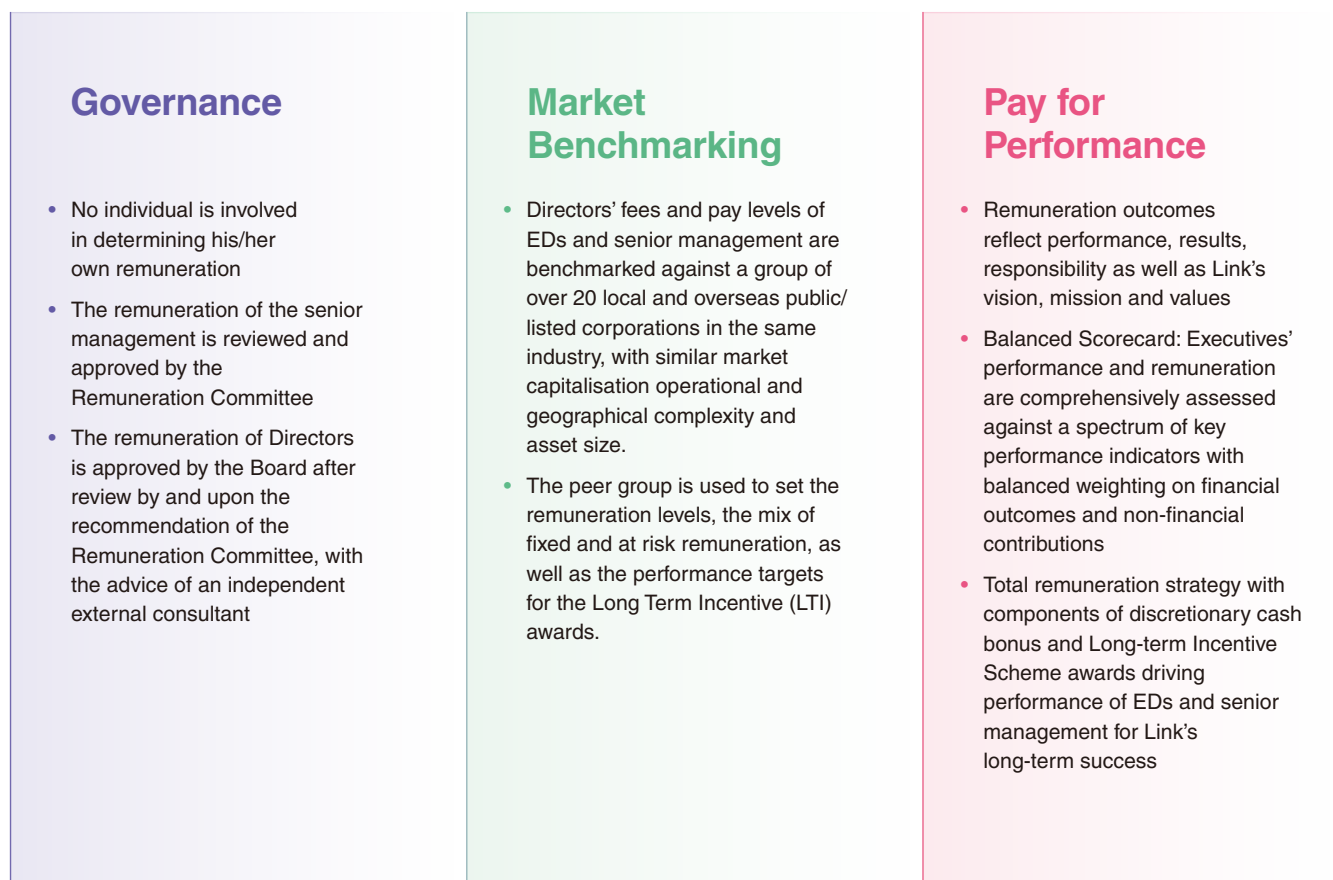 Governance
• No individual is involved
in determining his/her
own remuneration
• The remuneration of the senior
management is reviewed and
approved by the
Remuneration Committee
• The remuneration of Directors
is approved by the Board after
review by and upon the
recommendation of the
Remuneration Committee, with
the advice of an independent
external consultant
Market
Benchmarking
• Directors’ fees and pay levels of
EDs and senior management are
benchmarked against a group of
over 20 local and overseas public/
listed corporations in the same
industry, with similar market
capitalisation operational and
geographical complexity and
asset size.
• The peer group is used to set the
remuneration levels, the mix of
fixed and at risk remuneration, as
well as the performance targets
for the Long Term Incentive (LTI)
awards.
Pay for
Performance
• Remuneration outcomes
reflect performance, results,
responsibility as well as Link’s
vision, mission and values
• Balanced Scorecard: Executives’
performance and remuneration
are comprehensively assessed
against a spectrum of key
performance indicators with
balanced weighting on financial
outcomes and non-financial
contributions
• Total remuneration strategy with
components of discretionary cash
bonus and Long-term Incentive
Scheme awards driving
performance of EDs and senior
management for Link’s
long-term success